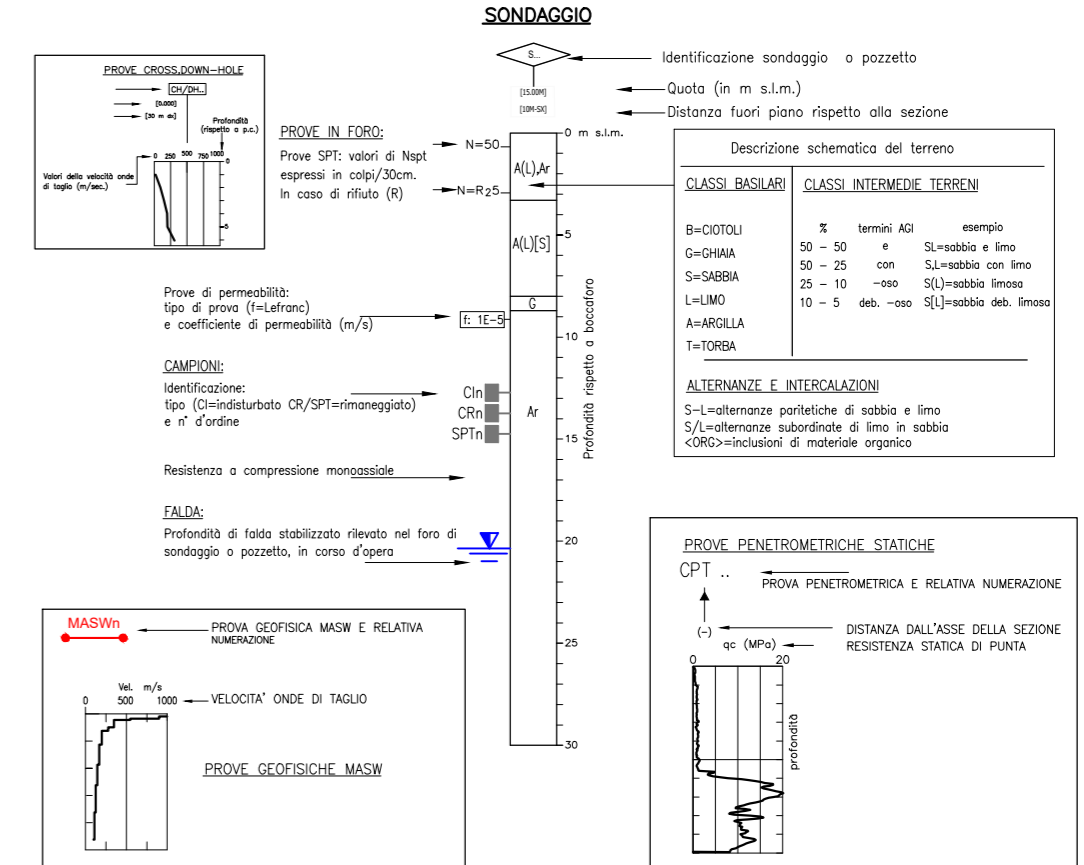 SONDAGGIO
PROVE CROSS,DOWN-HOLE
CH/DH..
[0.000]
[30 m dx]
Profondità
(rispetto a p.c.)
0 250 500 750 1000
0
Valori della velocità onde
di taglio (m/sec.)
5
S...
Identificazione sondaggio o pozzetto
[15.00M]
Quota (in m s.l.m.)
[10M-SX]
Distanza fuori piano rispetto alla sezione
0 m s.l.m.
PROVE IN FORO:
N=50
Prove SPT: valori di Nspt
espressi in colpi/30cm.
In caso di rifiuto (R)
N=R25
A(L),Ar
A(L)[S]
G
Ar
5
10
15
20
25
30
Profondità rispetto a boccaforo
Prove di permeabilità:
tipo di prova (f=Lefranc)
e coefficiente di permeabilità (m/s)
f: 1E-5
CAMPIONI:
Identificazione:
tipo (CI=indisturbato CR/SPT=rimaneggiato)
e n° d'ordine
CIn
CRn
SPTn
Resistenza a compressione monoassiale
FALDA:
Profondità di falda stabilizzato rilevato nel foro di
sondaggio o pozzetto, in corso d'opera
Descrizione schematica del terreno
CLASSI BASILARI
B=CIOTOLI
G=GHIAIA
S=SABBIA
L=LIMO
A=ARGILLA
T=TORBA
CLASSI INTERMEDIE TERRENI
% termini AGI esempio
50 - 50 e SL=sabbia e limo
50 - 25 con S,L=sabbia con limo
25 - 10 -oso S(L)=sabbia limosa
10 - 5 deb. -oso S[L]=sabbia deb. limosa
ALTERNANZE E INTERCALAZIONI
S-L=alternanze paritetiche di sabbia e limo
S/L=alternanze subordinate di limo in sabbia
<ORG>=inclusioni di materiale organico
MASWn
PROVA GEOFISICA MASW E RELATIVA
NUMERAZIONE
Vel. m/s
0 500 1000
VELOCITA' ONDE DI TAGLIO
PROVE GEOFISICHE MASW
PROVE PENETROMETRICHE STATICHE
CPT ..
PROVA PENETROMETRICA E RELATIVA NUMERAZIONE
(-)
DISTANZA DALL'ASSE DELLA SEZIONE
qc (MPa)
RESISTENZA STATICA DI PUNTA
0 20
profondità